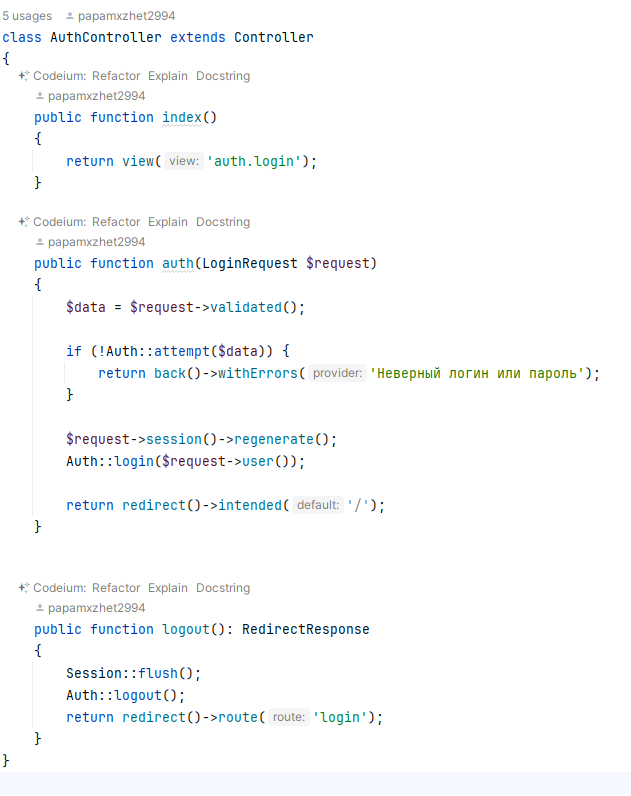 5 usages papamxzhet2994
class AuthController extends Controller
{
Codeium: Refactor Explain Docstring
papamxzhet2994
public function index()
{
return view( view: 'auth.login');
}
Codeium: Refactor Explain Docstring
papamxzhet2994
public function auth(LoginRequest $request)
{
$data = $request->validated();
if (!Auth::attempt($data)) {
return back()->withErrors( provider: 'Неверный логин или пароль');
}
$request->session()->regenerate();
Auth::login($request->user());
return redirect()->intended( default: '/');
}
Codeium: Refactor Explain Docstring
papamxzhet2994
public function logout(): RedirectResponse
{
Session::flush();
Auth::logout();
return redirect()->route( route: 'login');
}
}